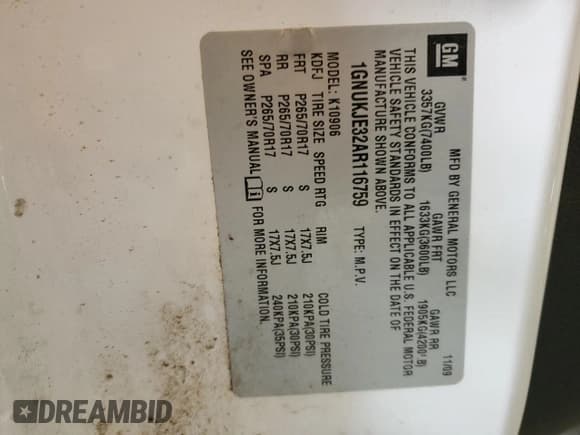 GM
MFD BY GENERAL MOTORS LLC 11/09
GVWR GAWR FRT GAWR RR
3357KG(7400LB) 1633KG(3600LB) 1905KG(4200LB)
THIS VEHICLE CONFORMS TO ALL APPLICABLE U.S. FEDERAL MOTOR
VEHICLE SAFETY STANDARDS IN EFFECT ON THE DATE OF
MANUFACTURE SHOWN ABOVE.
1GNUKJE32AR116759 TYPE: M.P.V.
MODEL: K10906
KDFJ TIRE SIZE SPEED RTG RIM COLD TIRE PRESSURE
FRT P265/70R17 S 17X7.5J 210KPA(30PSI)
RR P265/70R17 S 17X7.5J 210KPA(30PSI)
SPA P265/70R17 S 17X7.5J 240KPA(35PSI)
SEE OWNER'S MANUAL FOR MORE INFORMATION.
DREAMBID